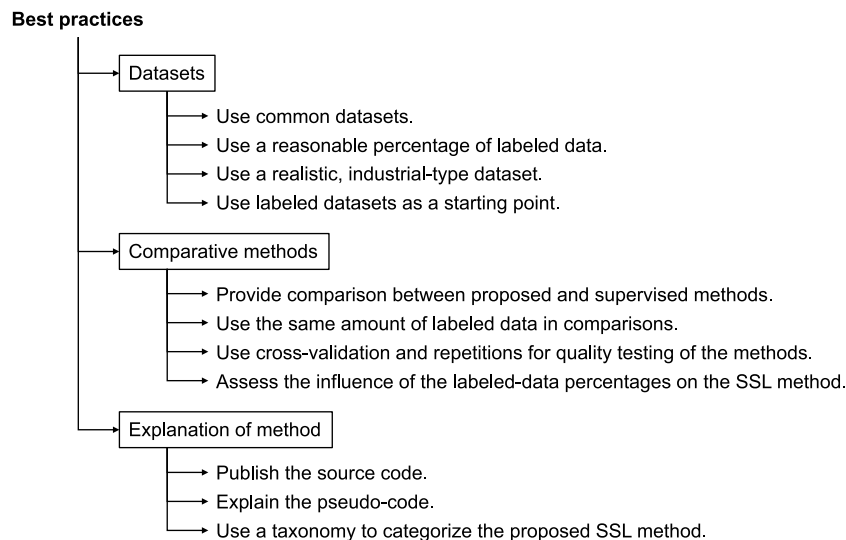 Best practices
Datasets
Use common datasets.
Use a reasonable percentage of labeled data.
Use a realistic, industrial-type dataset.
Use labeled datasets as a starting point.
Comparative methods
Provide comparison between proposed and supervised methods.
Use the same amount of labeled data in comparisons.
Use cross-validation and repetitions for quality testing of the methods.
Assess the influence of the labeled-data percentages on the SSL method.
Explanation of method
Publish the source code.
Explain the pseudo-code.
Use a taxonomy to categorize the proposed SSL method.